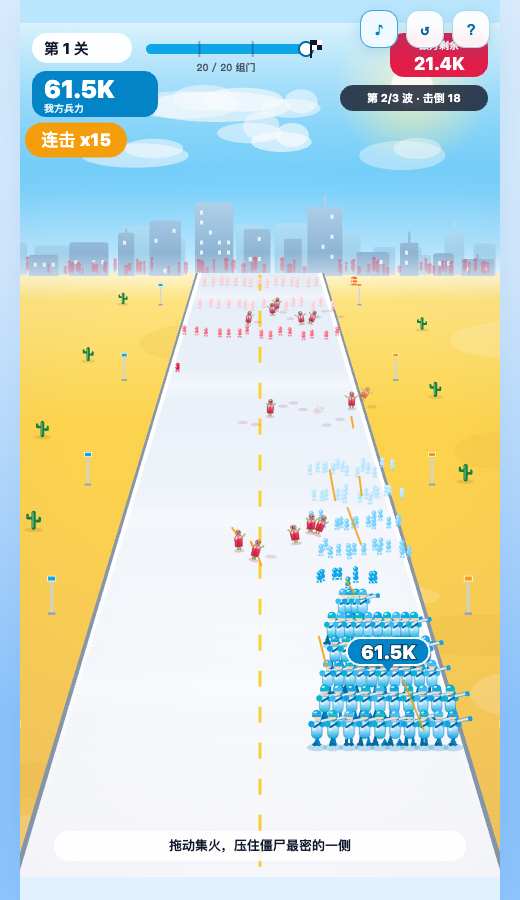 第 1 关
♪
↺
?
20 / 20 组门
21.4K
61.5K
我方兵力
第 2/3 波 · 击倒 18
连击 x15
61.5K
拖动集火，压住僵尸最密的一侧